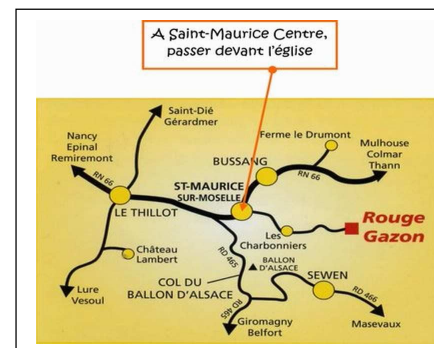 A Saint-Maurice Centre,
passer devant l'église
Saint-Dié
Gérardmer
Nancy
Epinal
Remiremont
RN 66
Ferme le Drumont
Mulhouse
Colmar
Thann
BUSSANG
RN 66
ST-MAURICE
SUR-MOSELLE
LE THILLOT
Rouge
Gazon
Les
Charbonniers
Château
Lambert
RD 465
BALLON
D'ALSACE
SEWEN
COL DU
BALLON D'ALSACE
Lure
Vesoul
RD 465
RD 466
Giromagny
Belfort
Masevaux